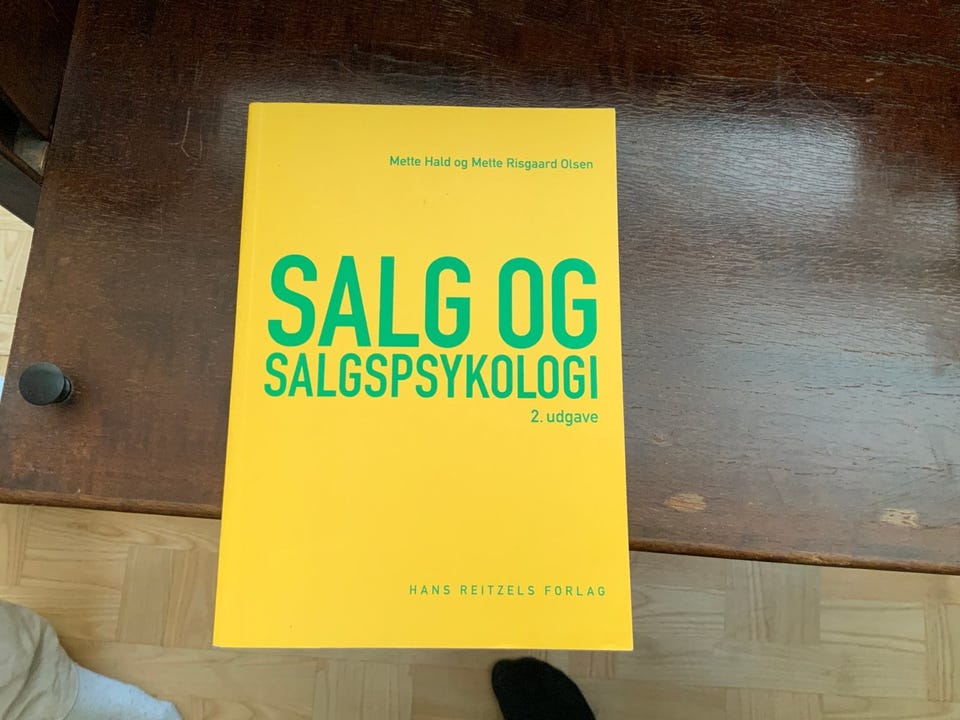 Mette Hald og Mette Risgaard Olsen
SALG OG
SALGSPSYKOLOGI
2. udgave
HANS REITZELS FORLAG